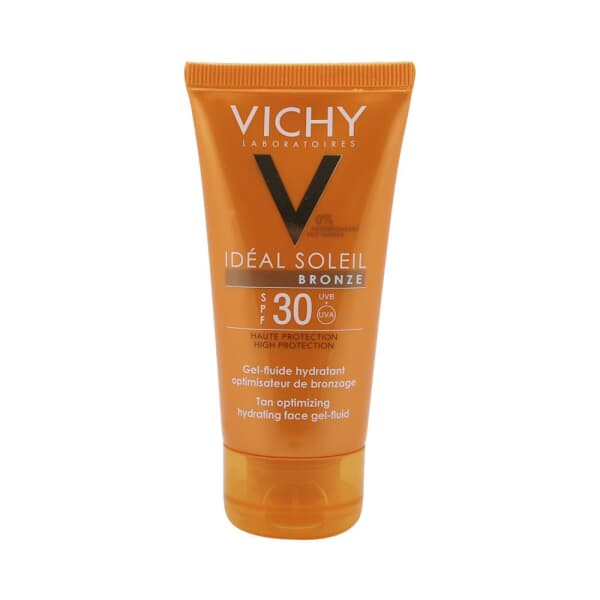 VICHY
LABORATOIRES
V
0%
IDÉAL SOLEIL
BRONZE
SPF 30 UVB + UVA
HAUTE PROTECTION
HIGH PROTECTION
Gel-fluide hydratant
optimisateur de bronzage
Tan optimizing
hydrating face gel-fluid